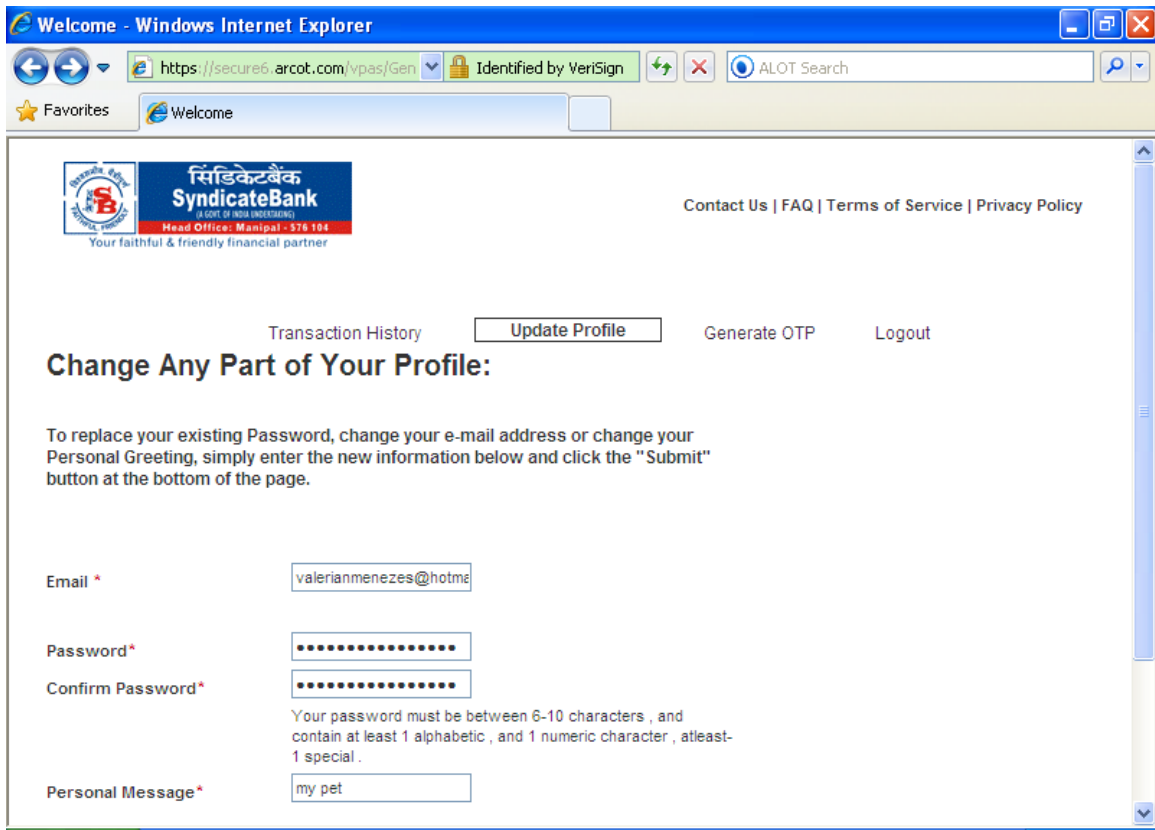 Welcome - Windows Internet Explorer
https://secure6.arcot.com/vpas/Gen
Identified by VeriSign
ALOT Search
Favorites
Welcome
सिंडिकेटबैंक
SyndicateBank
(A GOVT. OF INDIA UNDERTAKING)
Head Office: Manipal - 576 104
Your faithful & friendly financial partner
Contact Us | FAQ | Terms of Service | Privacy Policy
Transaction History Update Profile Generate OTP Logout
Change Any Part of Your Profile:
To replace your existing Password, change your e-mail address or change your
Personal Greeting, simply enter the new information below and click the "Submit"
button at the bottom of the page.
Email * valerianmenezes@hotma
Password* ••••••••••••••••
Confirm Password* ••••••••••••••••
Your password must be between 6-10 characters , and
contain at least 1 alphabetic , and 1 numeric character , atleast-
1 special .
Personal Message* my pet